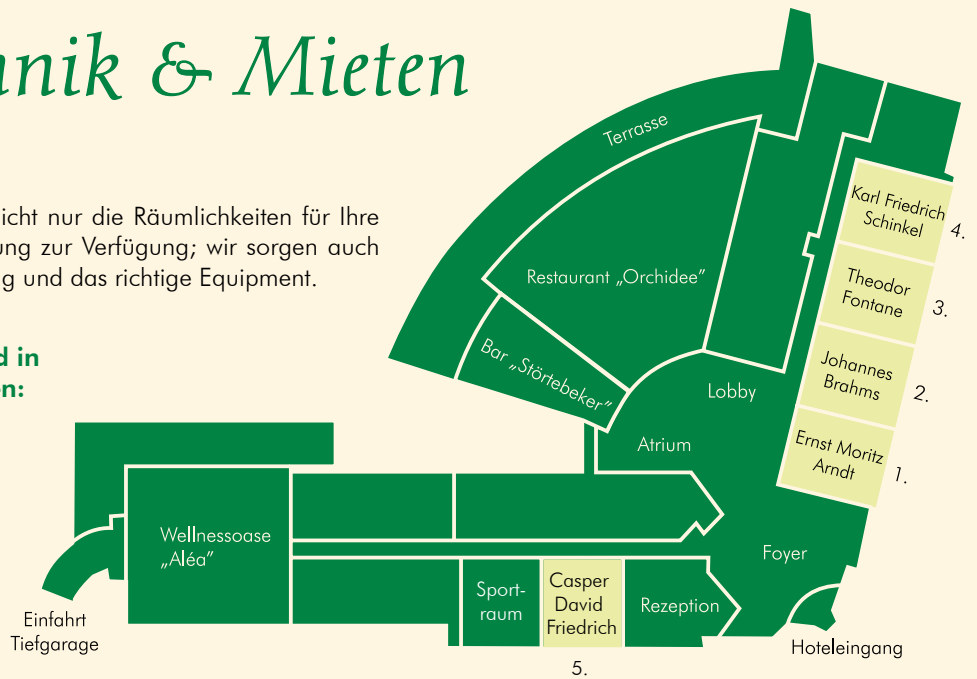 nik & Mieten
icht nur die Räumlichkeiten für Ihre
ung zur Verfügung; wir sorgen auch
g und das richtige Equipment.
d in
n:
Terrasse
Restaurant „Orchidee"
Bar „Störtebeker"
Lobby
Atrium
Karl Friedrich
Schinkel
4.
Theodor
Fontane
3.
Johannes
Brahms
2.
Ernst Moritz
Arndt
1.
Foyer
Wellnessoase
„Aléa"
Sport-
raum
Casper
David
Friedrich
5.
Rezeption
Einfahrt
Tiefgarage
Hoteleingang